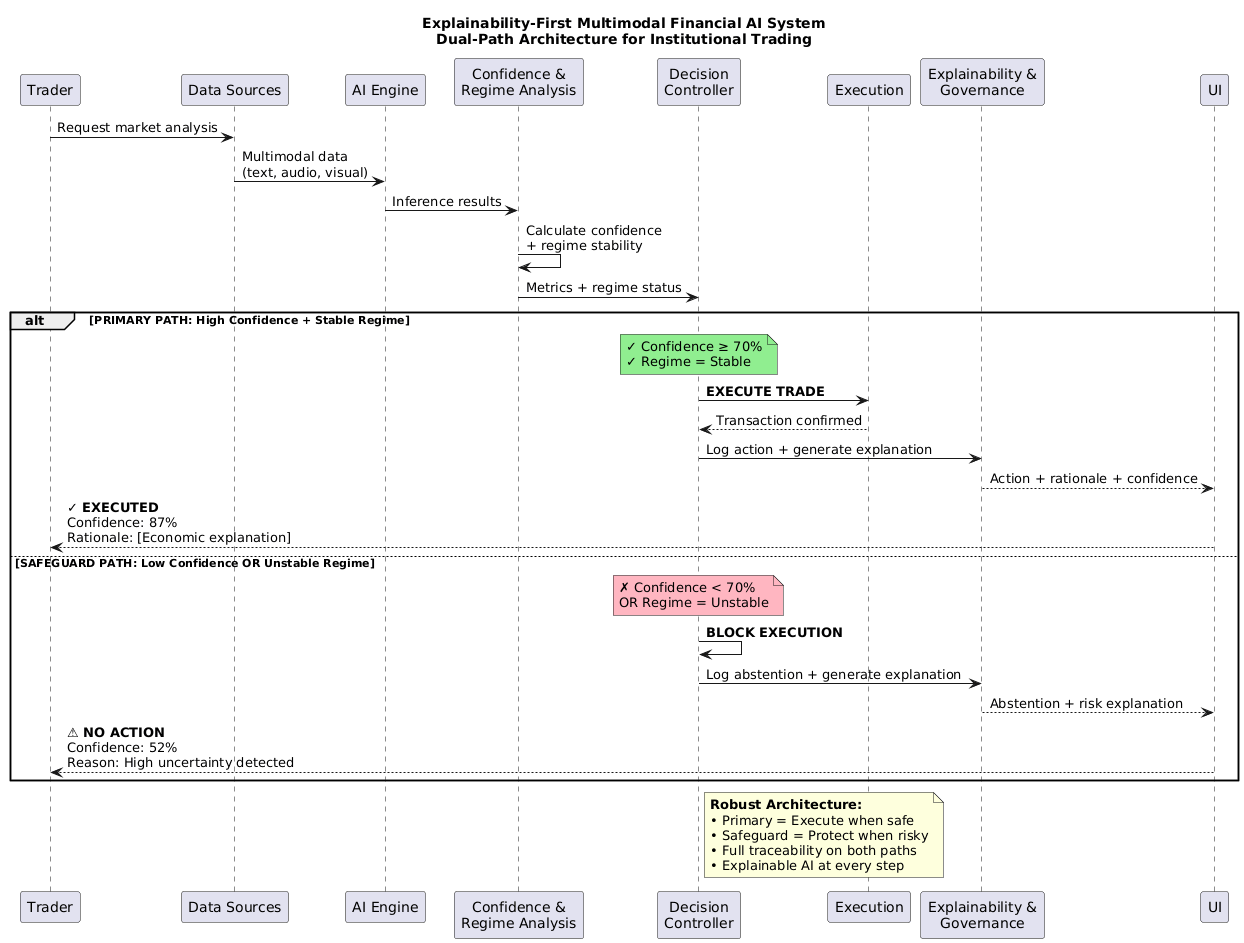 Explainability-First Multimodal Financial AI System
Dual-Path Architecture for Institutional Trading
Trader
Data Sources
AI Engine
Confidence &
Regime Analysis
Decision
Controller
Execution
Explainability &
Governance
UI
Request market analysis
Multimodal data
(text, audio, visual)
Inference results
Calculate confidence
+ regime stability
Metrics + regime status
alt [PRIMARY PATH: High Confidence + Stable Regime]
✓ Confidence ≥ 70%
✓ Regime = Stable
EXECUTE TRADE
Transaction confirmed
Log action + generate explanation
Action + rationale + confidence
✓ EXECUTED
Confidence: 87%
Rationale: [Economic explanation]
[SAFEGUARD PATH: Low Confidence OR Unstable Regime]
✗ Confidence < 70%
OR Regime = Unstable
BLOCK EXECUTION
Log abstention + generate explanation
Abstention + risk explanation
⚠ NO ACTION
Confidence: 52%
Reason: High uncertainty detected
Robust Architecture:
• Primary = Execute when safe
• Safeguard = Protect when risky
• Full traceability on both paths
• Explainable AI at every step
Trader
Data Sources
AI Engine
Confidence &
Regime Analysis
Decision
Controller
Execution
Explainability &
Governance
UI